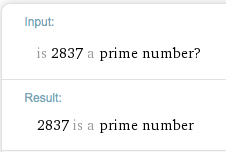 Input:
is 2837 a prime number?
Result:
2837 is a prime number